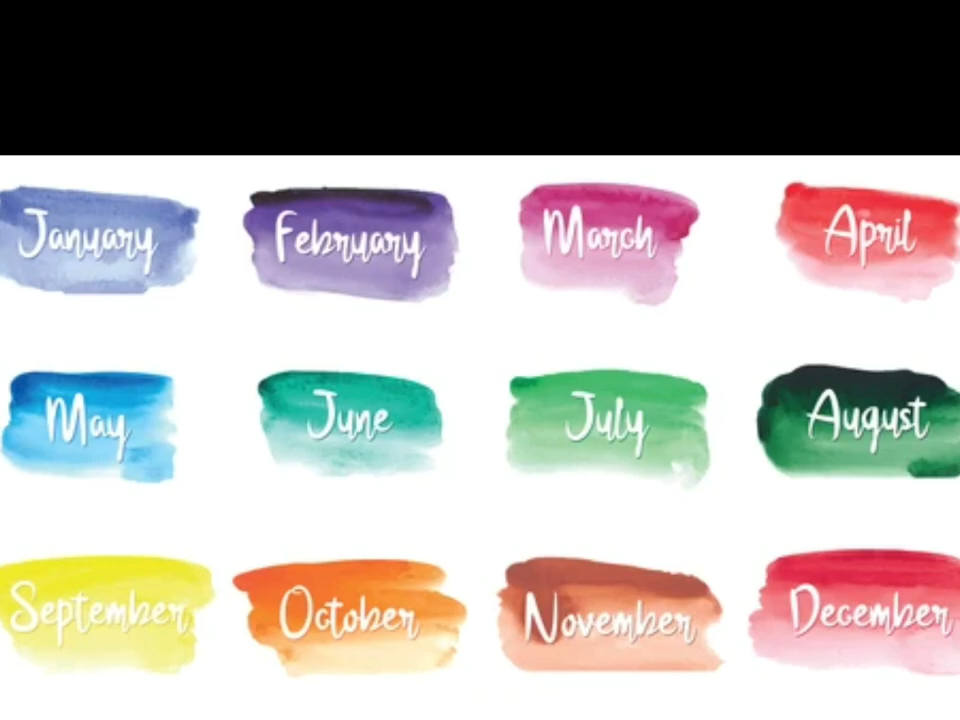 January February March April
May June July August
September October November December